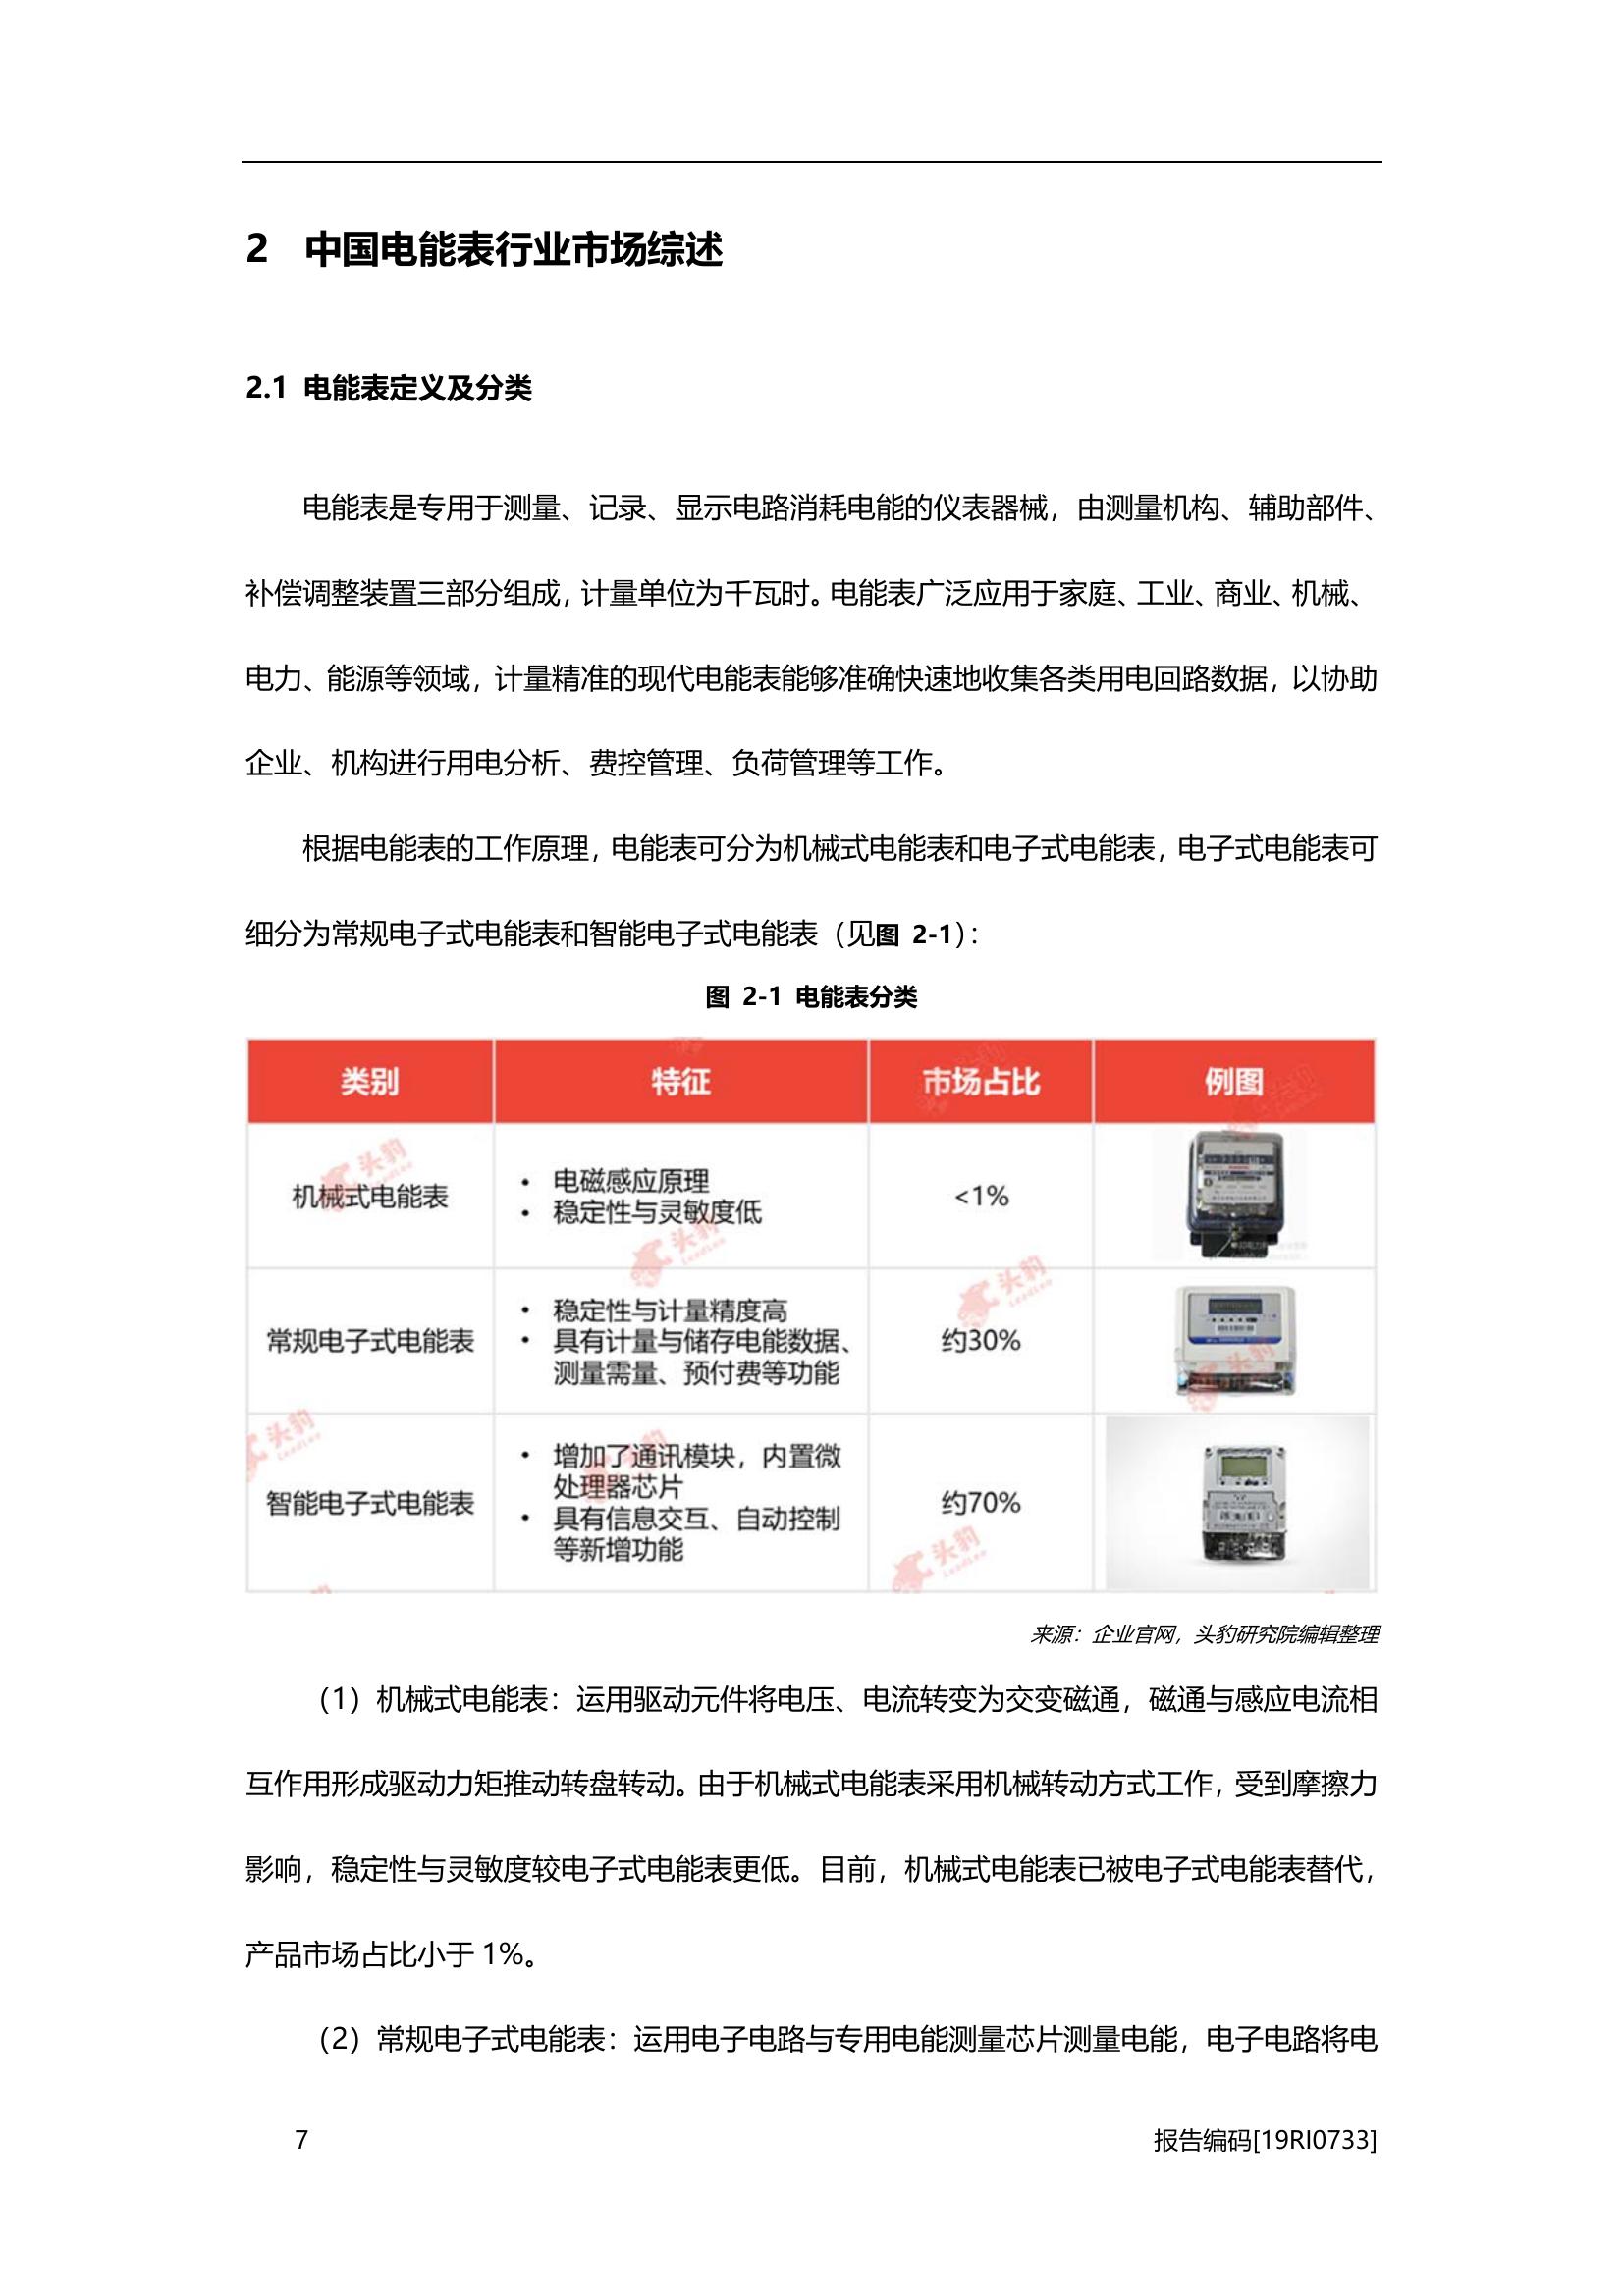 2 中国电能表行业市场综述
2.1 电能表定义及分类
电能表是专用于测量、记录、显示电路消耗电能的仪表器械，由测量机构、辅助部件、
补偿调整装置三部分组成，计量单位为千瓦时。电能表广泛应用于家庭、工业、商业、机械、
电力、能源等领域，计量精准的现代电能表能够准确快速地收集各类用电回路数据，以协助
企业、机构进行用电分析、费控管理、负荷管理等工作。
根据电能表的工作原理，电能表可分为机械式电能表和电子式电能表，电子式电能表可
细分为常规电子式电能表和智能电子式电能表（见图 2-1）：
图 2-1 电能表分类
类别 特征 市场占比 例图
机械式电能表
• 电磁感应原理
• 稳定性与灵敏度低
<1%
常规电子式电能表
• 稳定性与计量精度高
• 具有计量与储存电能数据、
测量需量、预付费等功能
约30%
智能电子式电能表
• 增加了通讯模块，内置微
处理器芯片
• 具有信息交互、自动控制
等新增功能
约70%
头豹
LeadLeo
来源：企业官网，头豹研究院编辑整理
（1）机械式电能表：运用驱动元件将电压、电流转变为交变磁通，磁通与感应电流相
互作用形成驱动力矩推动转盘转动。由于机械式电能表采用机械转动方式工作，受到摩擦力
影响，稳定性与灵敏度较电子式电能表更低。目前，机械式电能表已被电子式电能表替代，
产品市场占比小于 1%。
（2）常规电子式电能表：运用电子电路与专用电能测量芯片测量电能，电子电路将电
7 报告编码[19RI0733]